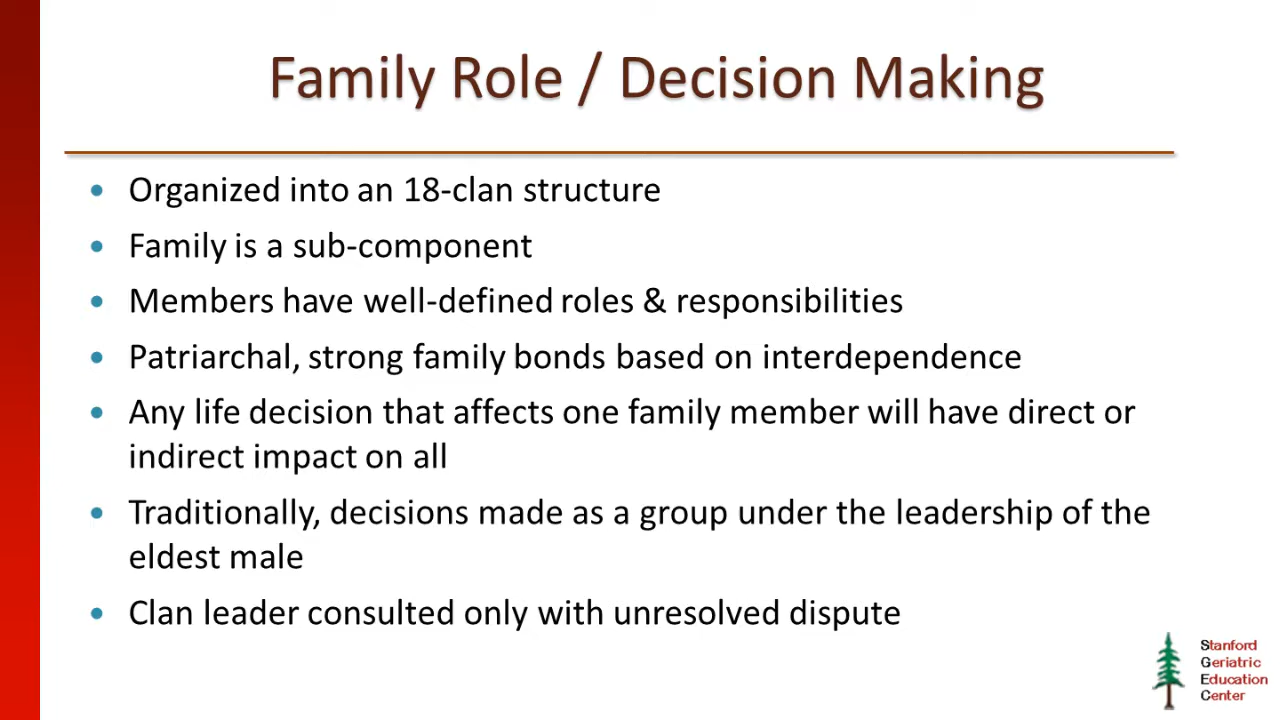 Family Role / Decision Making
• Organized into an 18-clan structure
• Family is a sub-component
• Members have well-defined roles & responsibilities
• Patriarchal, strong family bonds based on interdependence
• Any life decision that affects one family member will have direct or
indirect impact on all
• Traditionally, decisions made as a group under the leadership of the
eldest male
• Clan leader consulted only with unresolved dispute
Stanford
Geriatric
Education
Center